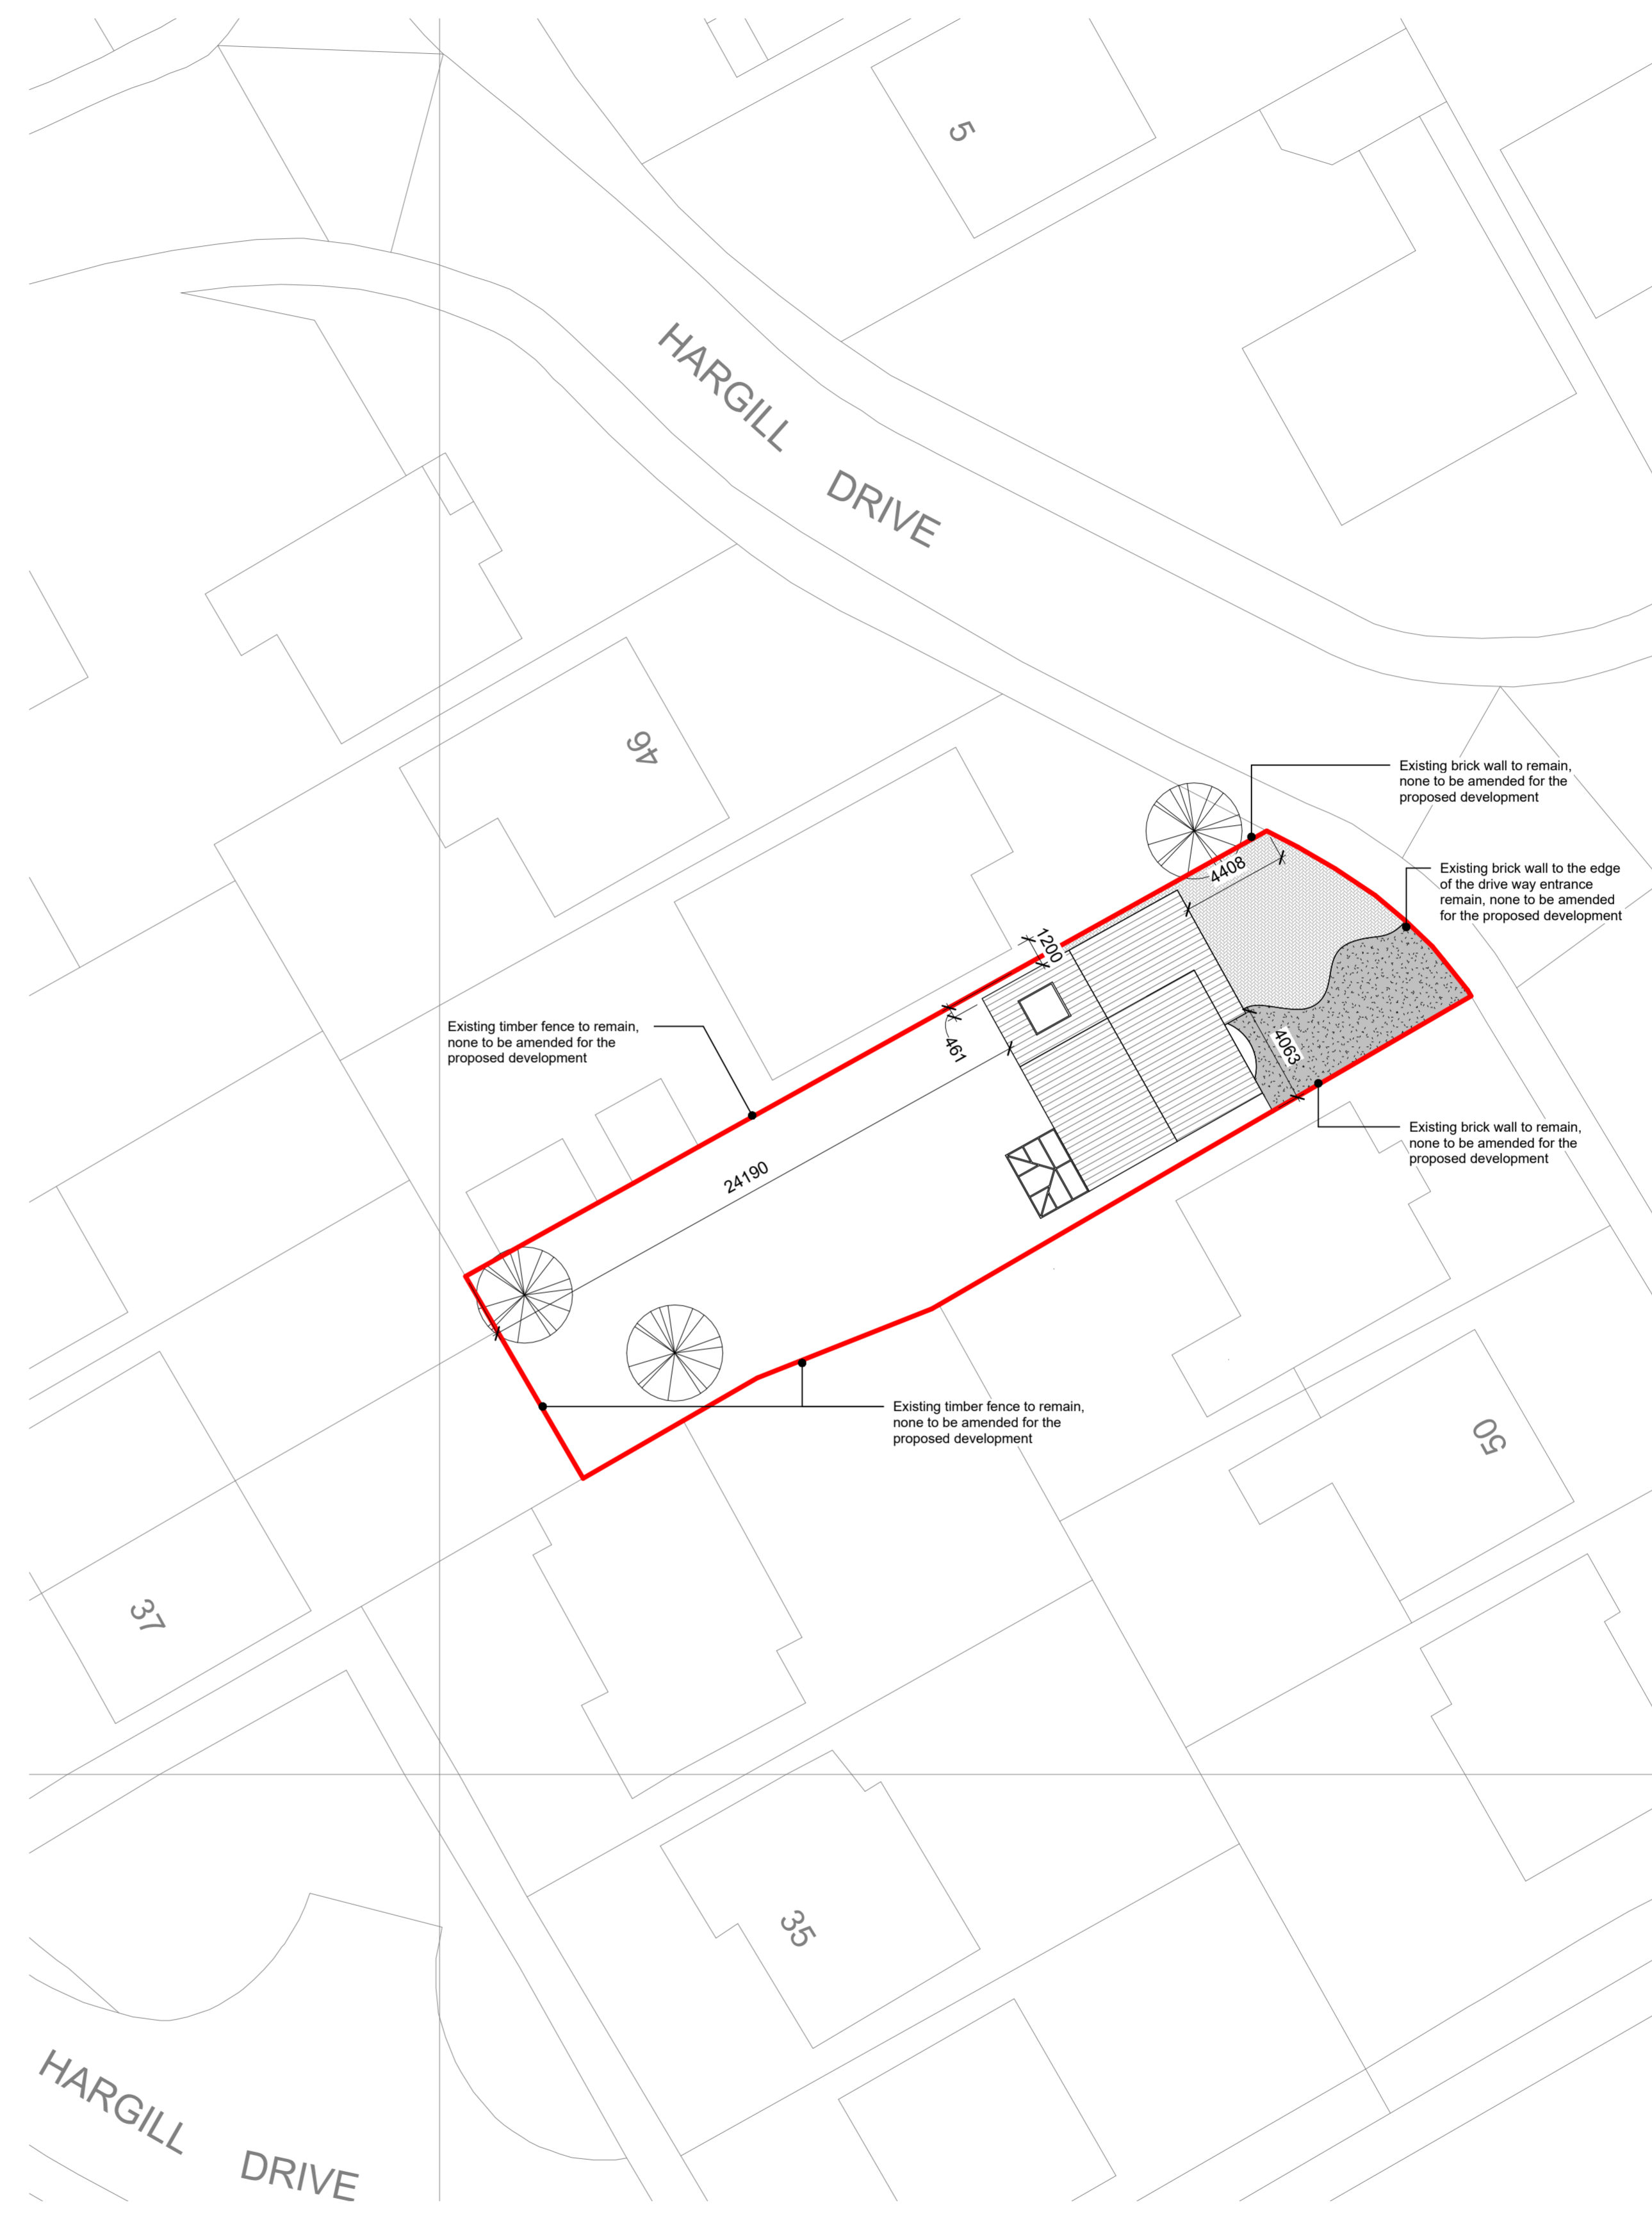 5
HARGILL
DRIVE
46
Existing brick wall to remain,
none to be amended for the
proposed development
4408
Existing brick wall to the edge
of the drive way entrance
remain, none to be amended
for the proposed development
1200
461
4063
Existing timber fence to remain,
none to be amended for the
proposed development
Existing brick wall to remain,
none to be amended for the
proposed development
24190
Existing timber fence to remain,
none to be amended for the
proposed development
50
37
35
HARGILL
DRIVE